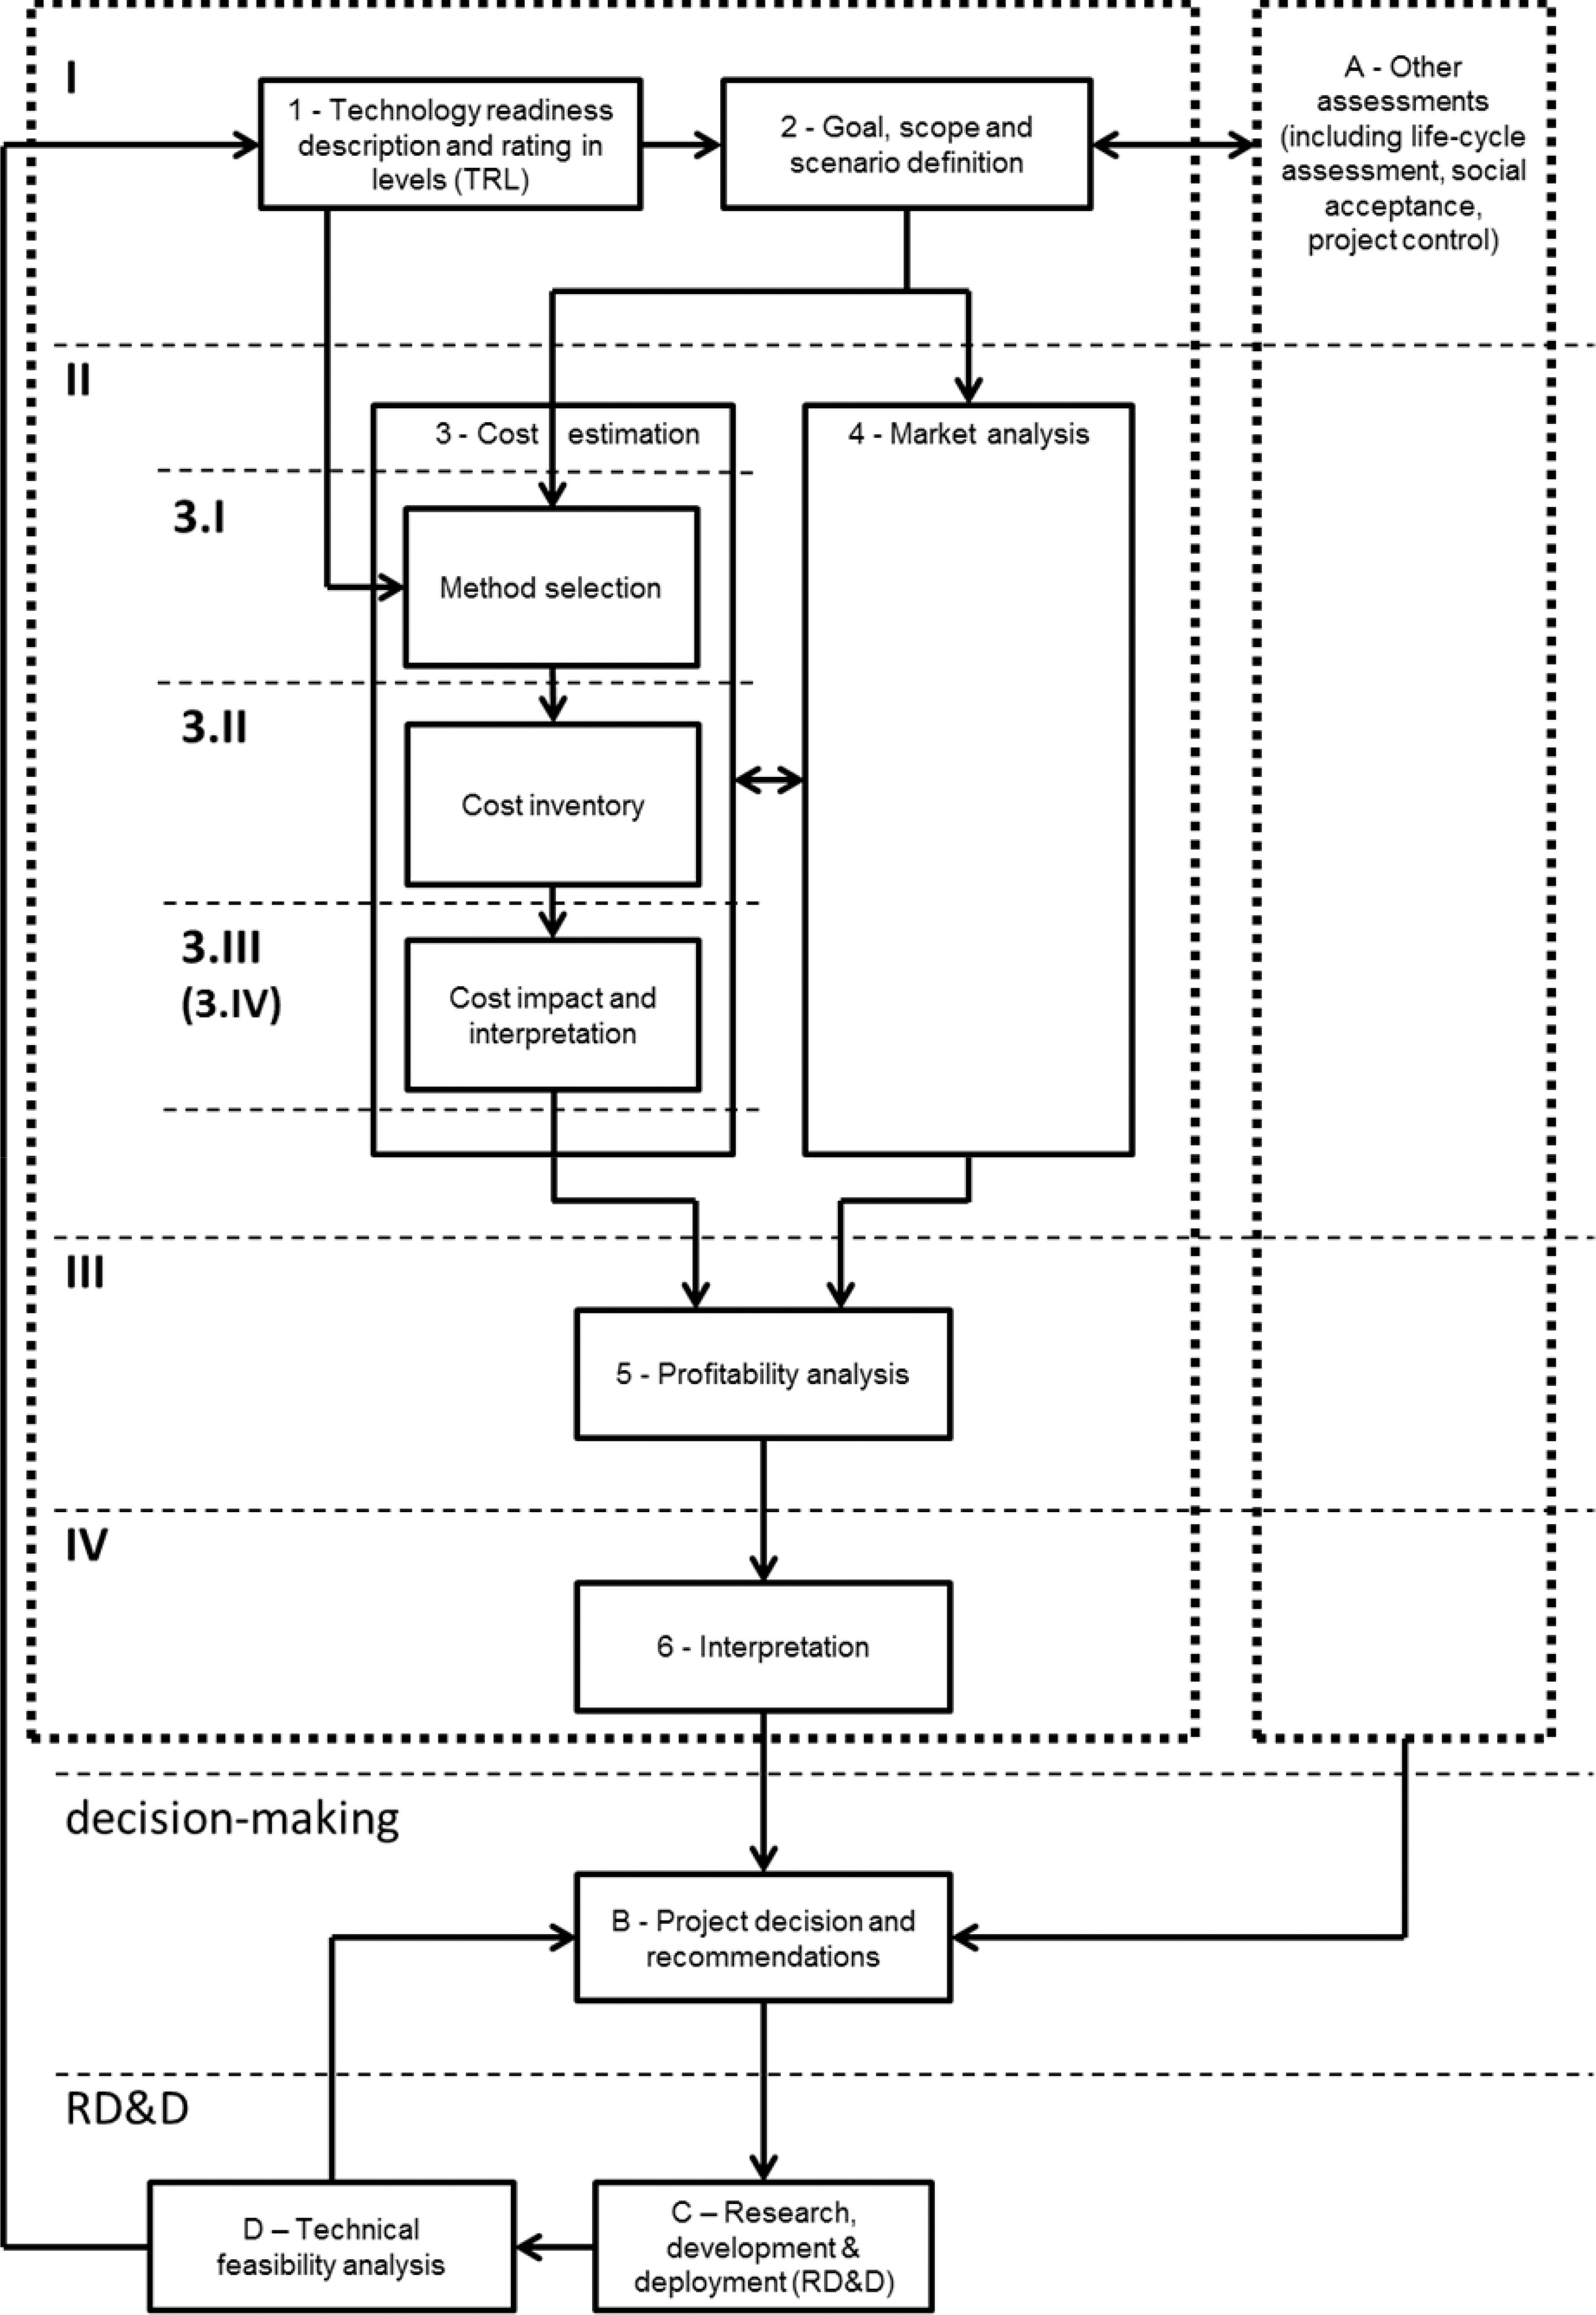 I
1 - Technology readiness
description and rating in
levels (TRL)
2 - Goal, scope and
scenario definition
A - Other
assessments
(including life-cycle
assessment, social
acceptance,
project control)
II
3 - Cost estimation
4 - Market analysis
3.I
Method selection
3.II
Cost inventory
3.III
(3.IV)
Cost impact and
interpretation
III
5 - Profitability analysis
IV
6 - Interpretation
decision-making
B - Project decision and
recommendations
RD&D
D – Technical
feasibility analysis
C – Research,
development &
deployment (RD&D)